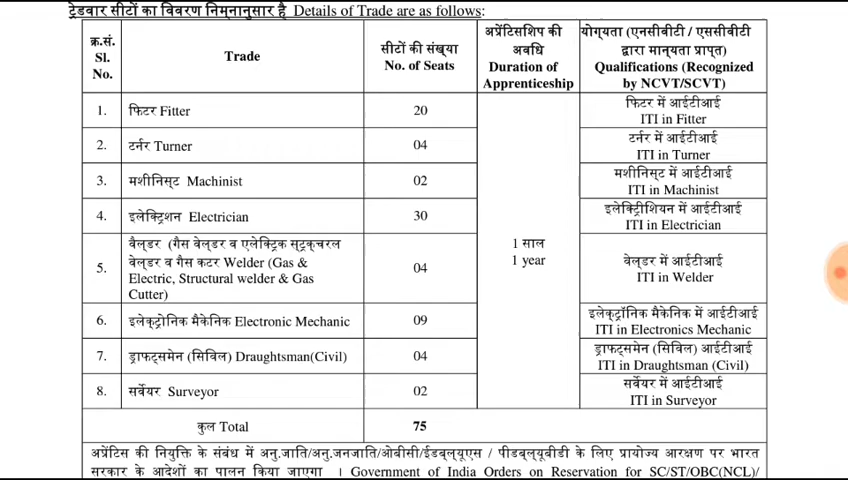 ट्रेडवार सीटों का विवरण निम्नानुसार है Details of Trade are as follows:
क्र.सं.
Sl.
No.
Trade
सीटों की संख्या
No. of Seats
अप्रेंटिसशिप की
अवधि
Duration of
Apprenticeship
योग्यता (एनसीवीटी / एससीवीटी
द्वारा मान्यता प्राप्त)
Qualifications (Recognized
by NCVT/SCVT)
1. फिटर Fitter 20
फिटर में आईटीआई
ITI in Fitter
2. टर्नर Turner 04
टर्नर में आईटीआई
ITI in Turner
3. मशीनिस्ट Machinist 02
मशीनिस्ट में आईटीआई
ITI in Machinist
4. इलेक्ट्रिशन Electrician 30
इलेक्ट्रीशियन में आईटीआई
ITI in Electrician
5.
वैल्डर (गैस वेल्डर व एलेक्ट्रिक स्ट्रक्चरल
वेल्डर व गैस कटर Welder (Gas &
Electric, Structural welder & Gas
Cutter)
04
1 साल
1 year
वेल्डर में आईटीआई
ITI in Welder
6. इलेक्ट्रोनिक मैकेनिक Electronic Mechanic 09
इलेक्ट्रॉनिक मैकेनिक में आईटीआई
ITI in Electronics Mechanic
7. ड्राफट्समेन (सिविल) Draughtsman(Civil) 04
ड्राफट्समेन (सिविल) आईटीआई
ITI in Draughtsman (Civil)
8. सर्वेयर Surveyor 02
सर्वेयर में आईटीआई
ITI in Surveyor
कुल Total 75
अप्रेंटिस की नियुक्ति के संबंध में अनु.जाति/अनु.जनजाति/ओबीसी/ईडब्ल्यूएस / पीडबल्यूबीडी के लिए प्रायोज्य आरक्षण पर भारत
सरकार के आदेशों का पालन किया जाएगा । Government of India Orders on Reservation for SC/ST/OBC(NCL)/